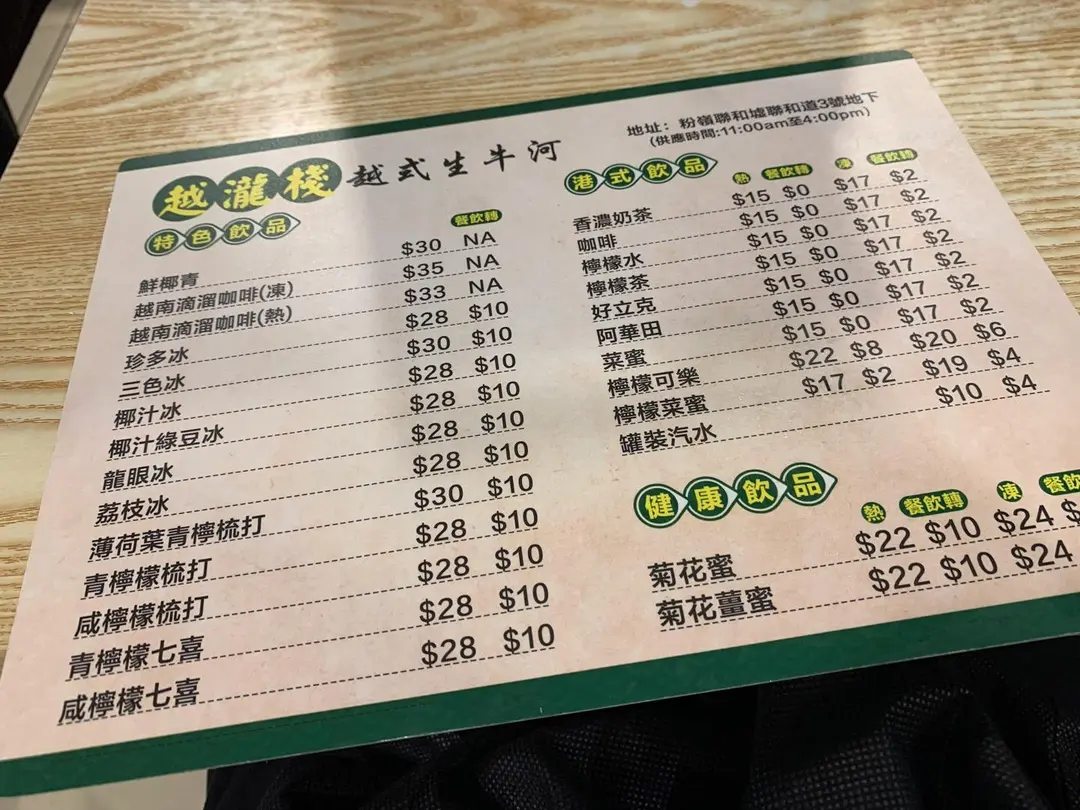 越瀧棧 越式生牛河
地址：粉嶺聯和墟聯和道3號地下
(供應時間:11:00am至4:00pm)
特色飲品
餐飲轉
鮮椰青 $30 NA
越南滴溜咖啡(凍) $35 NA
越南滴溜咖啡(熱) $33 NA
珍多冰 $28 $10
三色冰 $30 $10
椰汁冰 $28 $10
椰汁綠豆冰 $28 $10
龍眼冰 $28 $10
荔枝冰 $28 $10
薄荷葉青檸梳打 $30 $10
青檸檬梳打 $28 $10
咸檸檬梳打 $28 $10
青檸檬七喜 $28 $10
咸檸檬七喜 $28 $10
港式飲品
熱 餐飲轉 凍 餐飲轉
香濃奶茶 $15 $0 $17 $2
咖啡 $15 $0 $17 $2
檸檬水 $15 $0 $17 $2
檸檬茶 $15 $0 $17 $2
好立克 $15 $0 $17 $2
阿華田 $15 $0 $17 $2
菜蜜 $15 $0 $17 $2
檸檬可樂 $22 $8 $20 $6
檸檬菜蜜 $17 $2 $19 $4
罐裝汽水 $10 $4
健康飲品
熱 餐飲轉 凍 餐飲
菊花蜜 $22 $10 $24
菊花薑蜜 $22 $10 $24